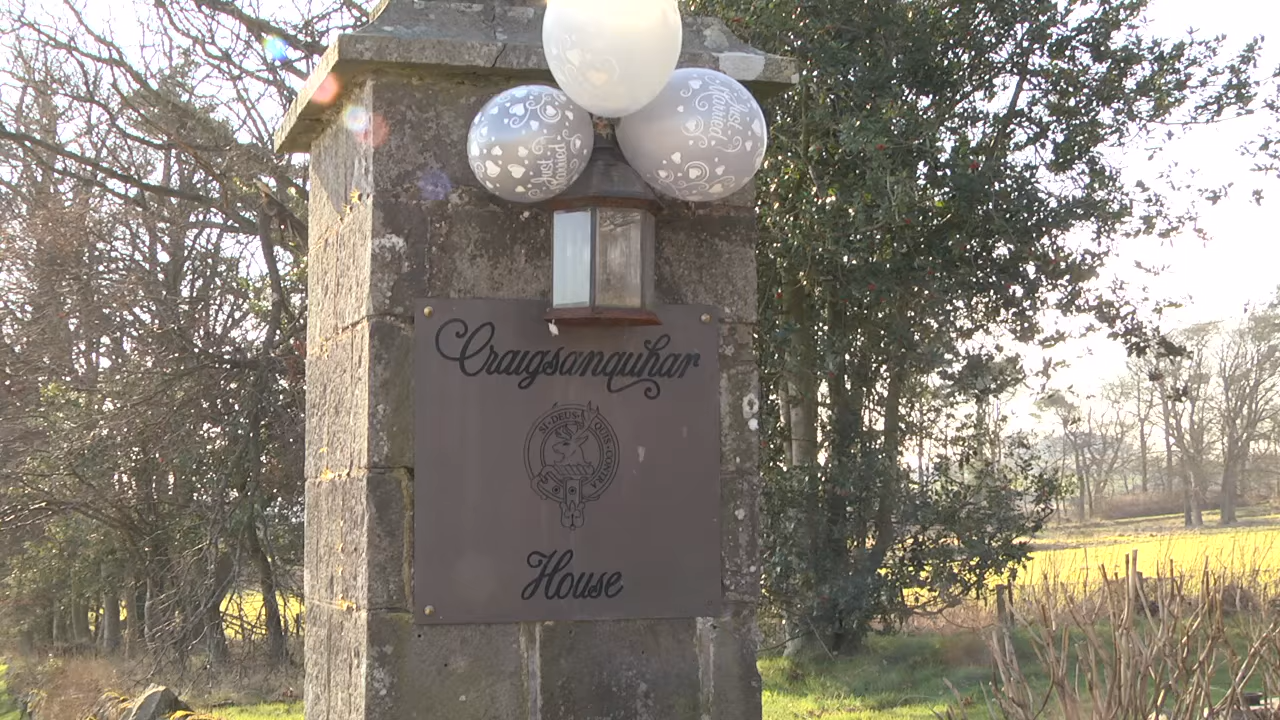 Just
Married
Just
Married
Craigsanquhar
SI·DEUS· QUIS·CONTRA
House